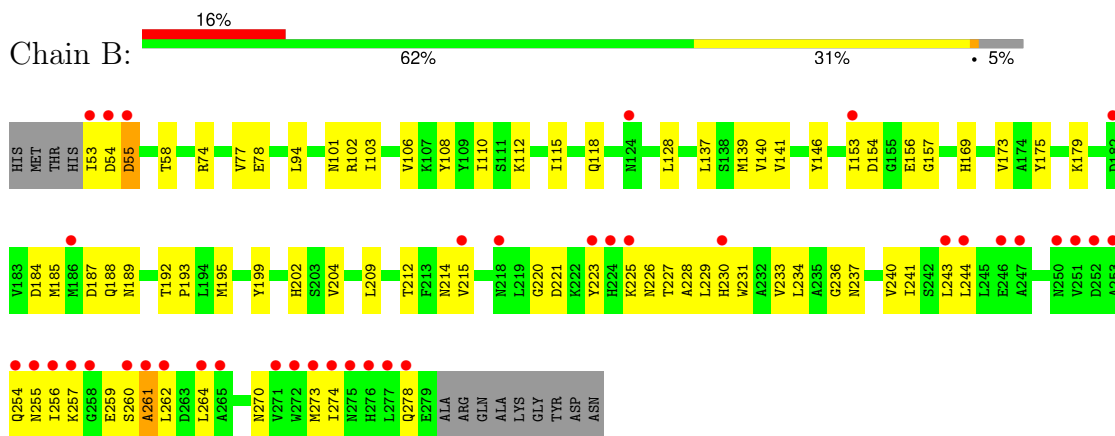 16%
Chain B:
62% 31% • 5%
HIS MET THR HIS I53 D54 D55 T58 R74 V77 E78 L94 N101 R102 I103 V106 K107 Y108 Y109 I110 S111 K112 I115 Q118 N124 L128 L137 S138 M139 V140 V141 Y146 I153 D154 G155 E156 G157 H169 V173 A174 Y175 K179 D182
V183 D184 M185 M186 D187 Q188 N189 T192 P193 L194 M195 Y199 H202 S203 V204 L209 T212 F213 N214 V215 N218 L219 G220 D221 K222 Y223 H224 K225 N226 T227 A228 L229 H230 W231 A232 V233 L234 A235 G236 N237 V240 I241 S242 L243 L244 L245 E246 A247 N250 V251 D252 A253
Q254 N255 I256 K257 G258 E259 S260 A261 L262 D263 L264 A265 N270 V271 W272 M273 I274 N275 H276 L277 Q278 E279 ALA ARG GLN ALA LYS GLY TYR ASP ASN